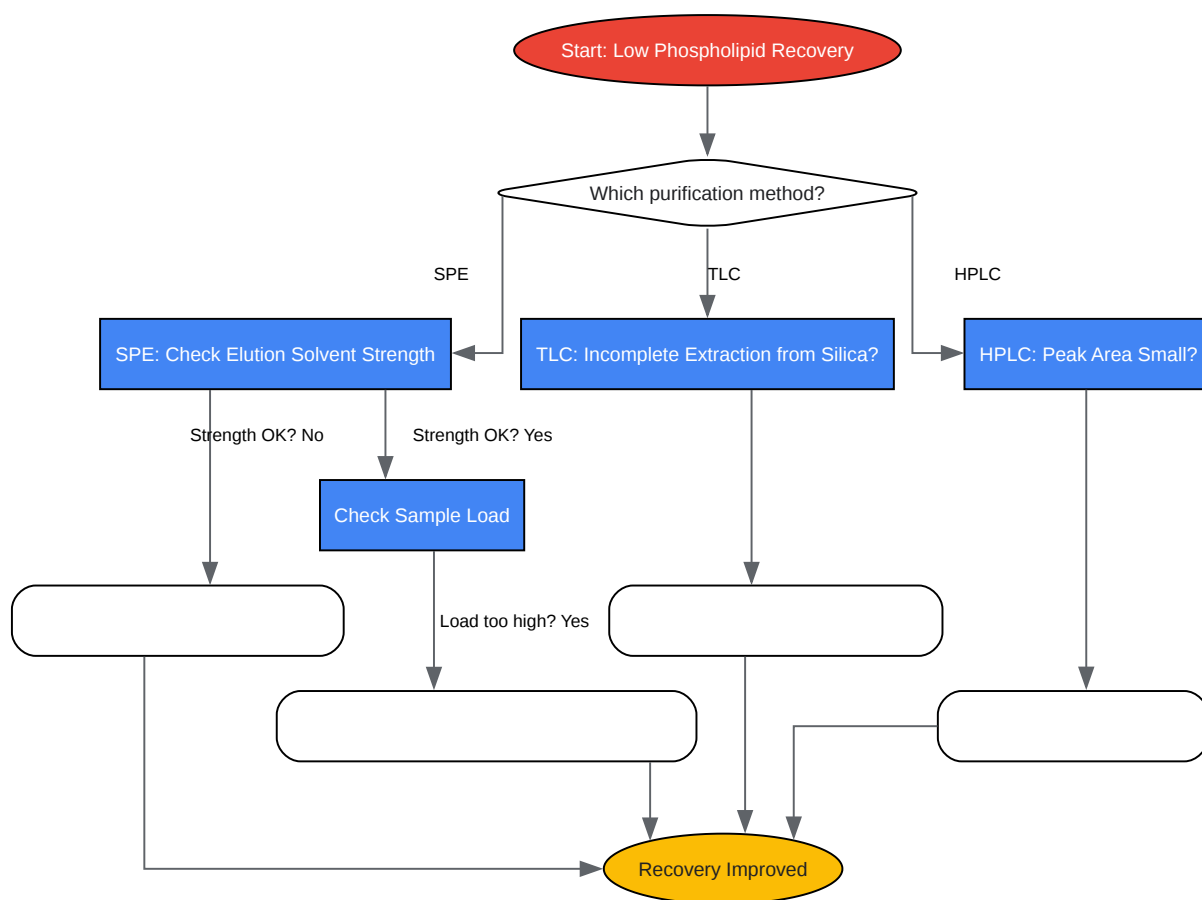 Start: Low Phospholipid Recovery
Which purification method?
SPE
TLC
HPLC
SPE: Check Elution Solvent Strength
TLC: Incomplete Extraction from Silica?
HPLC: Peak Area Small?
Strength OK? No
Strength OK? Yes
Check Sample Load
Load too high? Yes
Recovery Improved